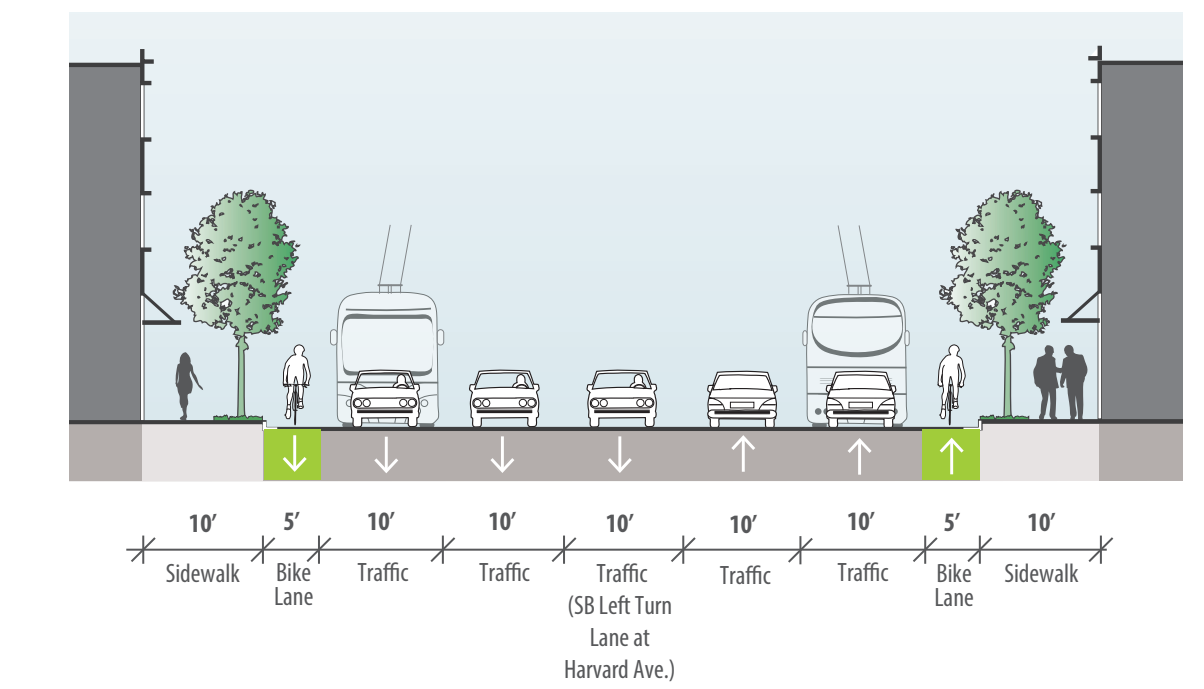 10’ 5’ 10’ 10’ 10’ 10’ 10’ 5’ 10’
Sidewalk
Bike
Lane
Traffic
Traffic
Traffic
(SB Left Turn
Lane at
Harvard Ave.)
Traffic
Traffic
Bike
Lane
Sidewalk